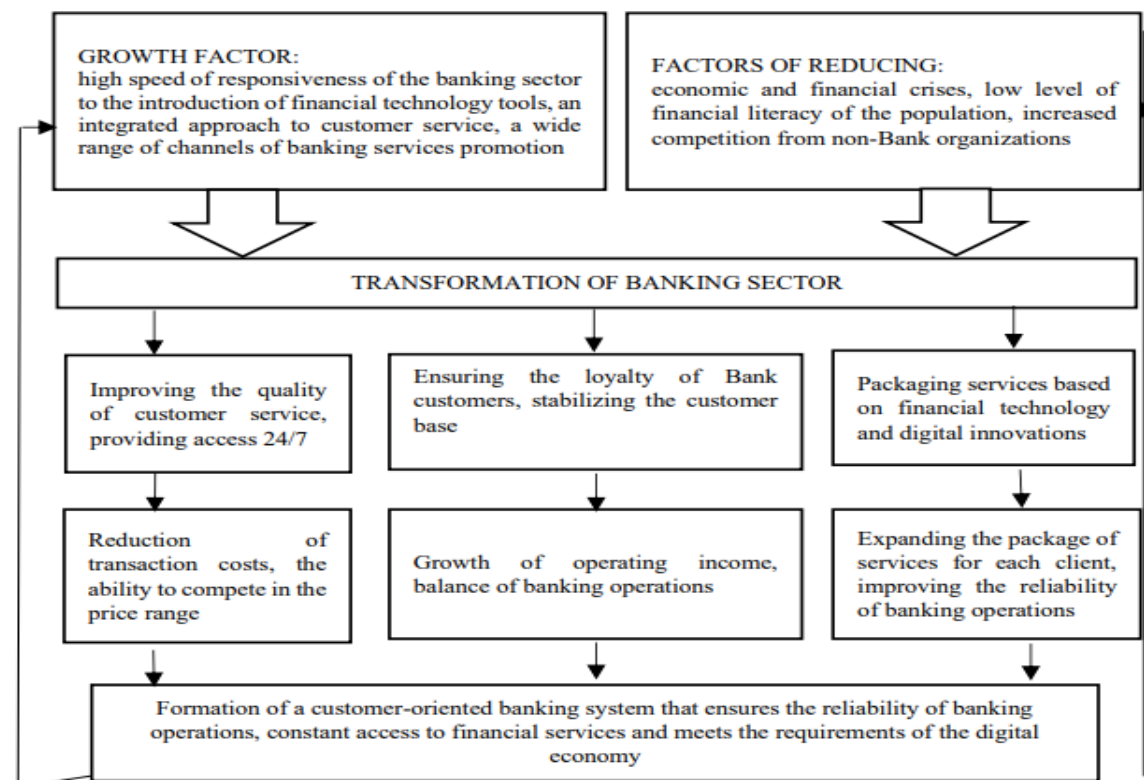 GROWTH FACTOR:
high speed of responsiveness of the banking sector
to the introduction of financial technology tools, an
integrated approach to customer service, a wide
range of channels of banking services promotion
FACTORS OF REDUCING:
economic and financial crises, low level of
financial literacy of the population, increased
competition from non-Bank organizations
TRANSFORMATION OF BANKING SECTOR
Improving the quality
of customer service,
providing access 24/7
Ensuring the loyalty of Bank
customers, stabilizing the customer
base
Packaging services based
on financial technology
and digital innovations
Reduction of
transaction costs, the
ability to compete in the
price range
Growth of operating income,
balance of banking operations
Expanding the package of
services for each client,
improving the reliability
of banking operations
Formation of a customer-oriented banking system that ensures the reliability of banking
operations, constant access to financial services and meets the requirements of the digital
economy